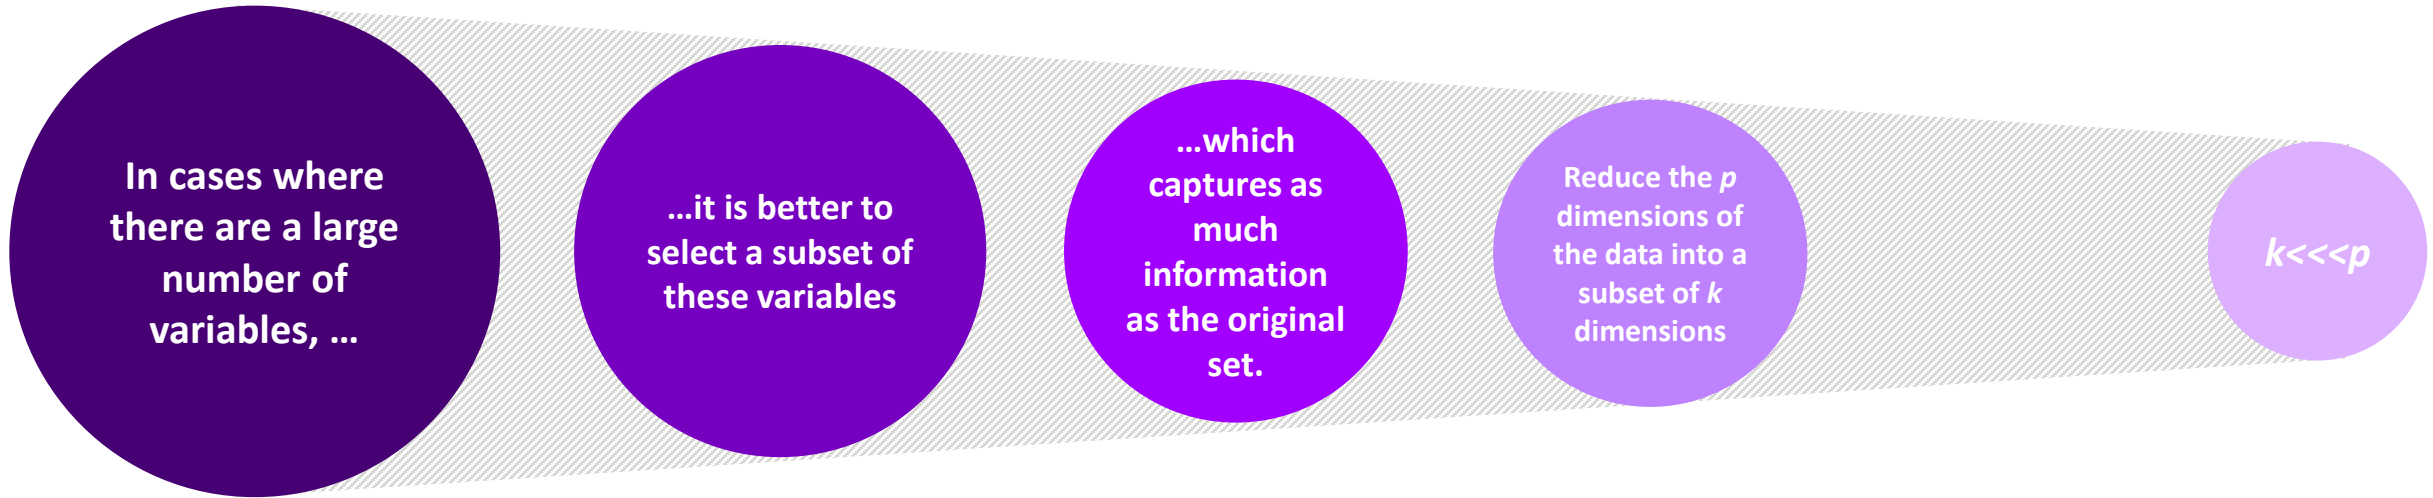 In cases where
there are a large
number of
variables, …
…it is better to
select a subset of
these variables
…which
captures as
much
information
as the original
set.
Reduce the p
dimensions of
the data into a
subset of k
dimensions
k<<<p